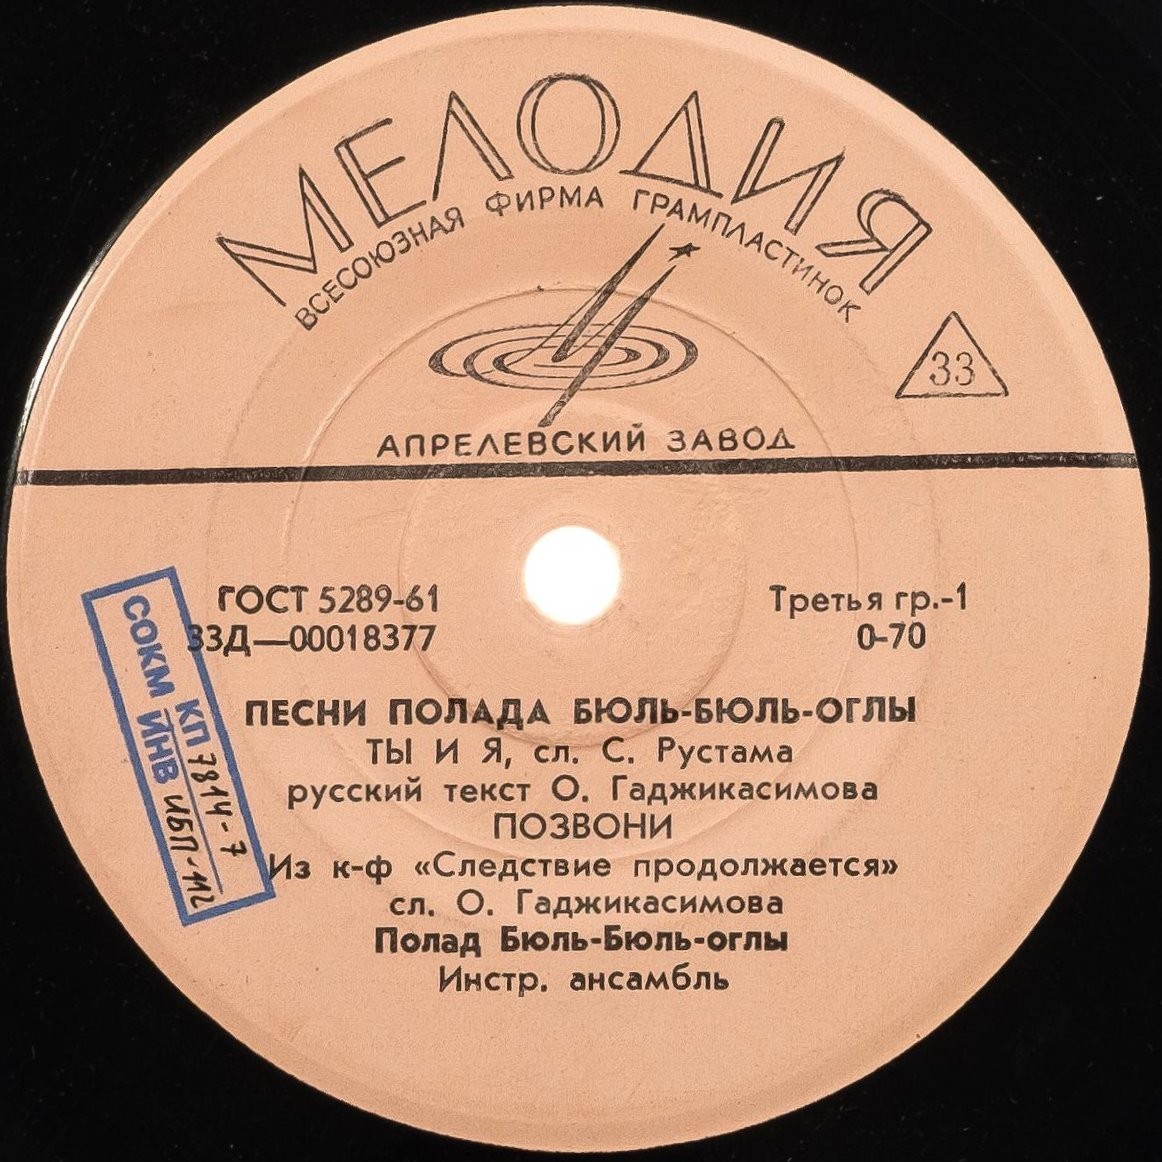 МЕЛОДИЯ
ВСЕСОЮЗНАЯ ФИРМА ГРАМПЛАСТИНОК
33
АПРЕЛЕВСКИЙ ЗАВОД
ГОСТ 5289-61
33Д—00018377
Третья гр.-1
0-70
СОКМ КП 7814-7
ИНВ ИБП-112
ПЕСНИ ПОЛАДА БЮЛЬ-БЮЛЬ-ОГЛЫ
ТЫ И Я, сл. С. Рустама
русский текст О. Гаджикасимова
ПОЗВОНИ
Из к-ф «Следствие продолжается»
сл. О. Гаджикасимова
Полад Бюль-Бюль-оглы
Инстр. ансамбль